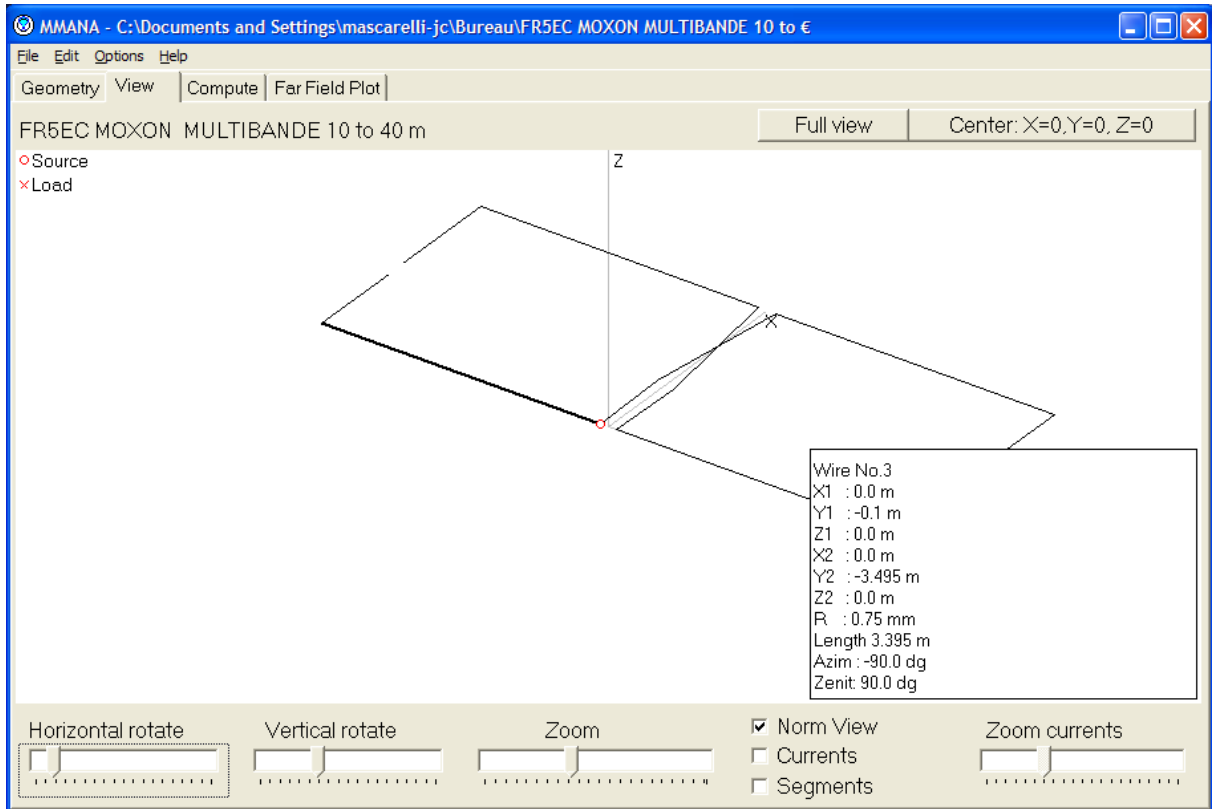 MMANA - C:\Documents and Settings\mascarelli-jc\Bureau\FR5EC MOXON MULTIBANDE 10 to €
File Edit Options Help
Geometry View Compute Far Field Plot
FR5EC MOXON MULTIBANDE 10 to 40 m
Full view
Center: X=0,Y=0, Z=0
Source
Load
Z
Wire No.3
X1 : 0.0 m
Y1 : -0.1 m
Z1 : 0.0 m
X2 : 0.0 m
Y2 : -3.495 m
Z2 : 0.0 m
R : 0.75 mm
Length 3.395 m
Azim : -90.0 dg
Zenit: 90.0 dg
Horizontal rotate
Vertical rotate
Zoom
Norm View
Currents
Segments
Zoom currents